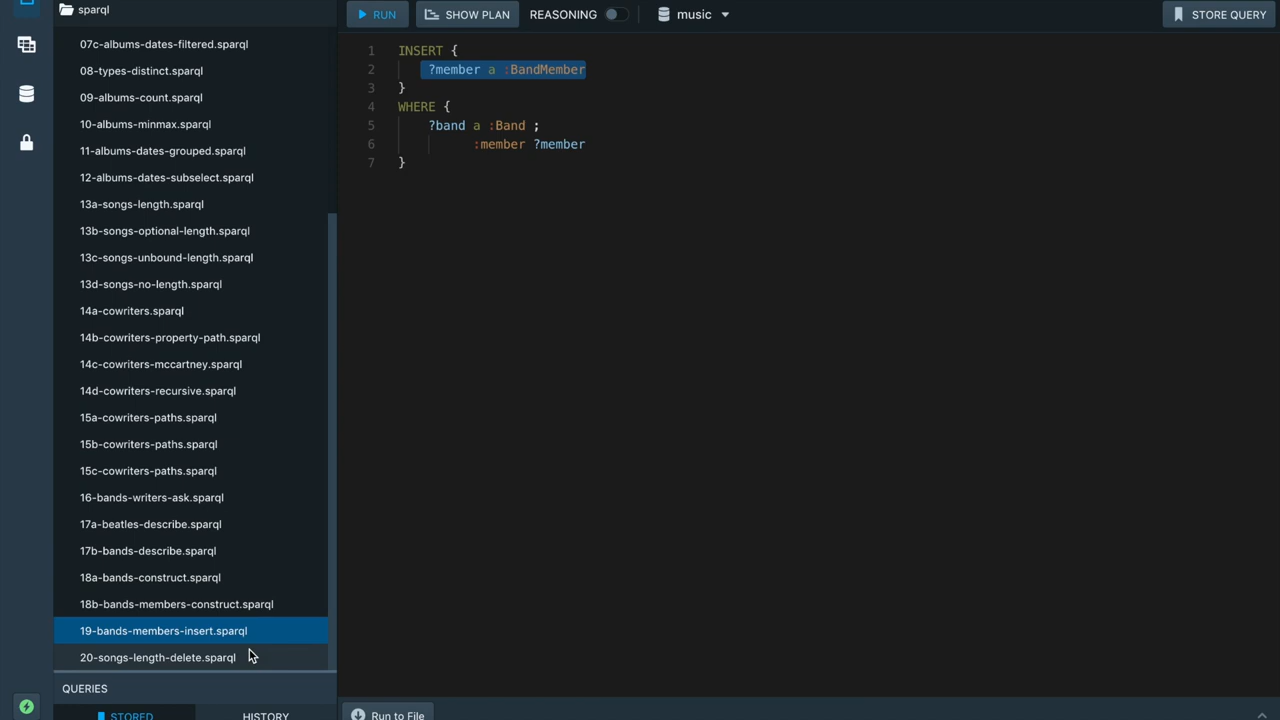 sparql
07c-albums-dates-filtered.sparql
08-types-distinct.sparql
09-albums-count.sparql
10-albums-minmax.sparql
11-albums-dates-grouped.sparql
12-albums-dates-subselect.sparql
13a-songs-length.sparql
13b-songs-optional-length.sparql
13c-songs-unbound-length.sparql
13d-songs-no-length.sparql
14a-cowriters.sparql
14b-cowriters-property-path.sparql
14c-cowriters-mccartney.sparql
14d-cowriters-recursive.sparql
15a-cowriters-paths.sparql
15b-cowriters-paths.sparql
15c-cowriters-paths.sparql
16-bands-writers-ask.sparql
17a-beatles-describe.sparql
17b-bands-describe.sparql
18a-bands-construct.sparql
18b-bands-members-construct.sparql
19-bands-members-insert.sparql
20-songs-length-delete.sparql
QUERIES
STORED HISTORY
RUN SHOW PLAN REASONING music STORE QUERY
1 INSERT {
2 ?member a :BandMember
3 }
4 WHERE {
5 ?band a :Band ;
6 :member ?member
7 }
Run to File